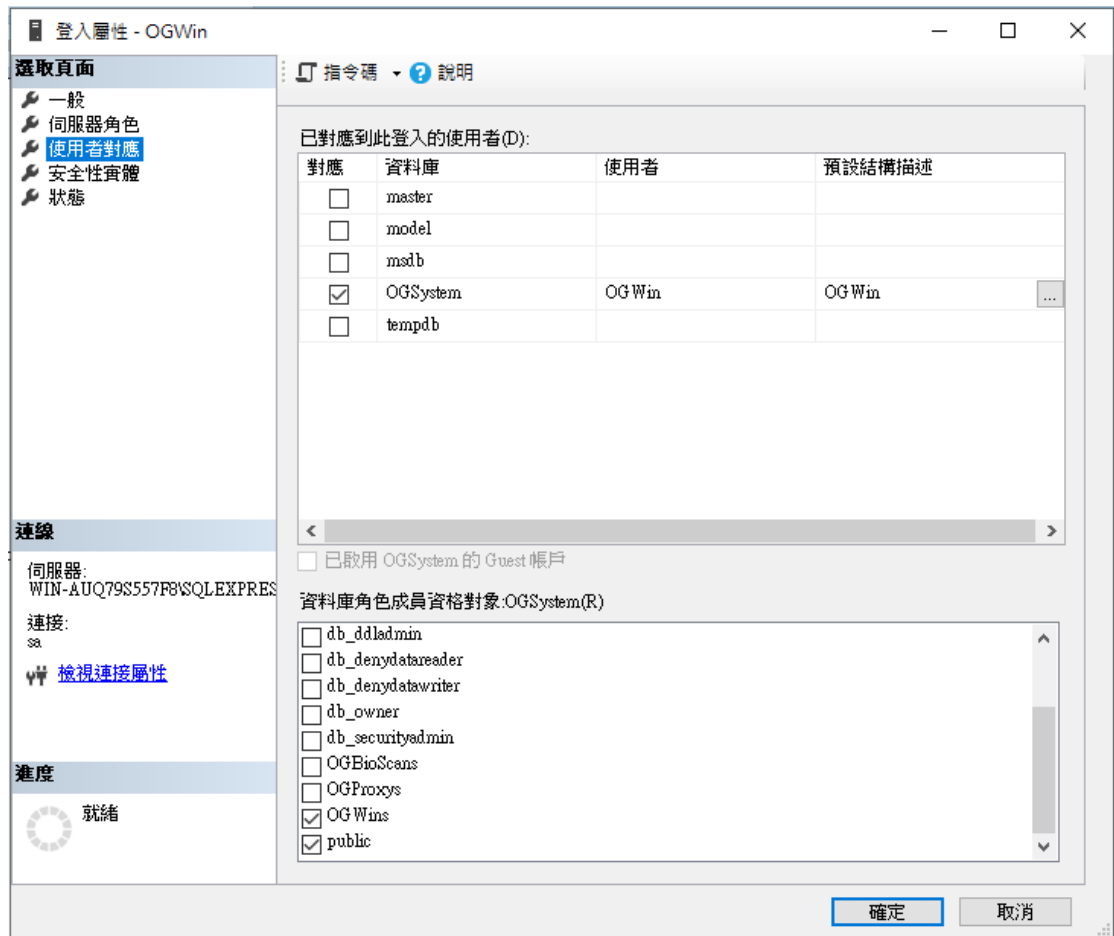 登入屬性 - OGWin
選取頁面
一般
伺服器角色
使用者對應
安全性實體
狀態
指令碼 說明
已對應到此登入的使用者(D):
對應 資料庫 使用者 預設結構描述
master
model
msdb
OGSystem OGWin OGWin ...
tempdb
已啟用 OGSystem 的 Guest 帳戶
資料庫角色成員資格對象:OGSystem(R)
db_ddladmin
db_denydatareader
db_denydatawriter
db_owner
db_securityadmin
OGBioScans
OGProxys
OGWins
public
連線
伺服器:
WIN-AUQ79S557F8\SQLEXPRES
連接:
sa
檢視連接屬性
進度
就緒
確定 取消